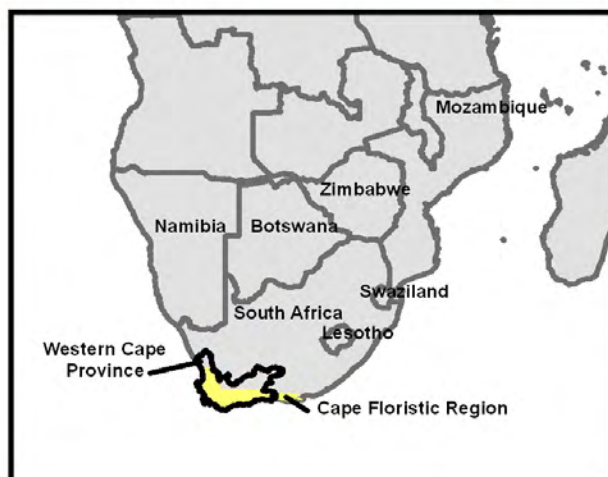 Mozambique
Zimbabwe
Namibia
Botswana
Swaziland
South Africa
Lesotho
Western Cape
Province
Cape Floristic Region